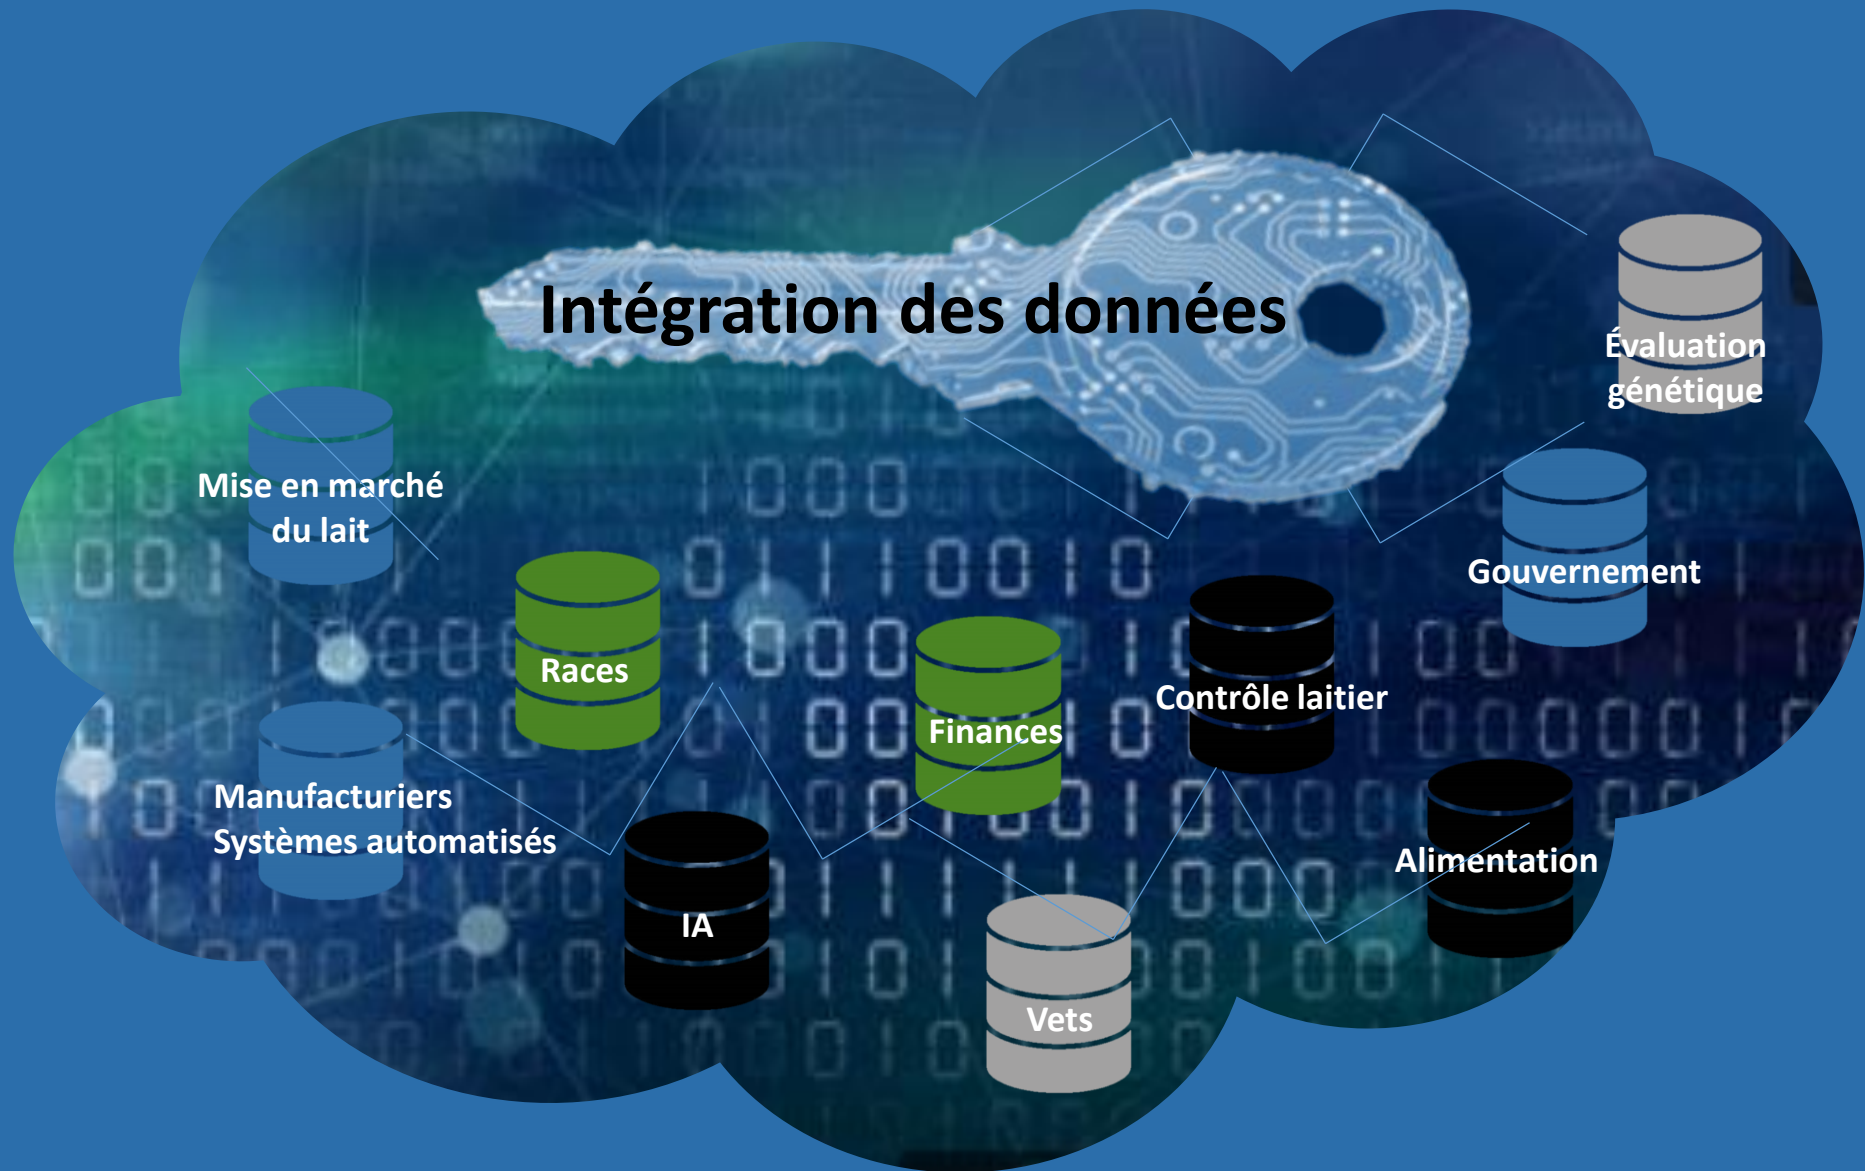 Intégration des données
Évaluation
génétique
Mise en marché
du lait
Gouvernement
Races
Contrôle laitier
Finances
Manufacturiers
Systèmes automatisés
Alimentation
IA
Vets